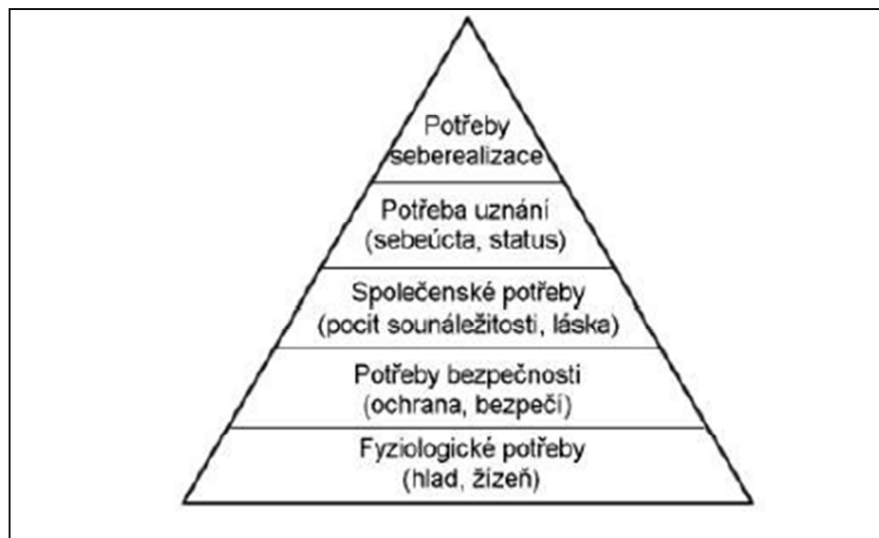 Potřeby
seberealizace
Potřeba uznání
(sebeúcta, status)
Společenské potřeby
(pocit sounáležitosti, láska)
Potřeby bezpečnosti
(ochrana, bezpečí)
Fyziologické potřeby
(hlad, žízeň)